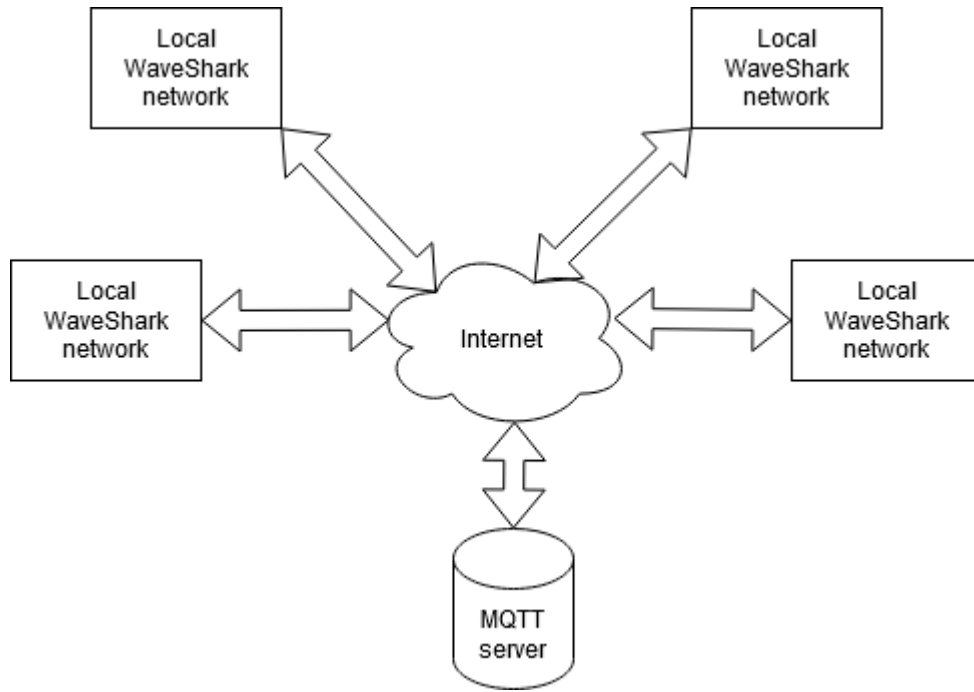 Local
WaveShark
network
Local
WaveShark
network
Local
WaveShark
network
Internet
Local
WaveShark
network
MQTT
server